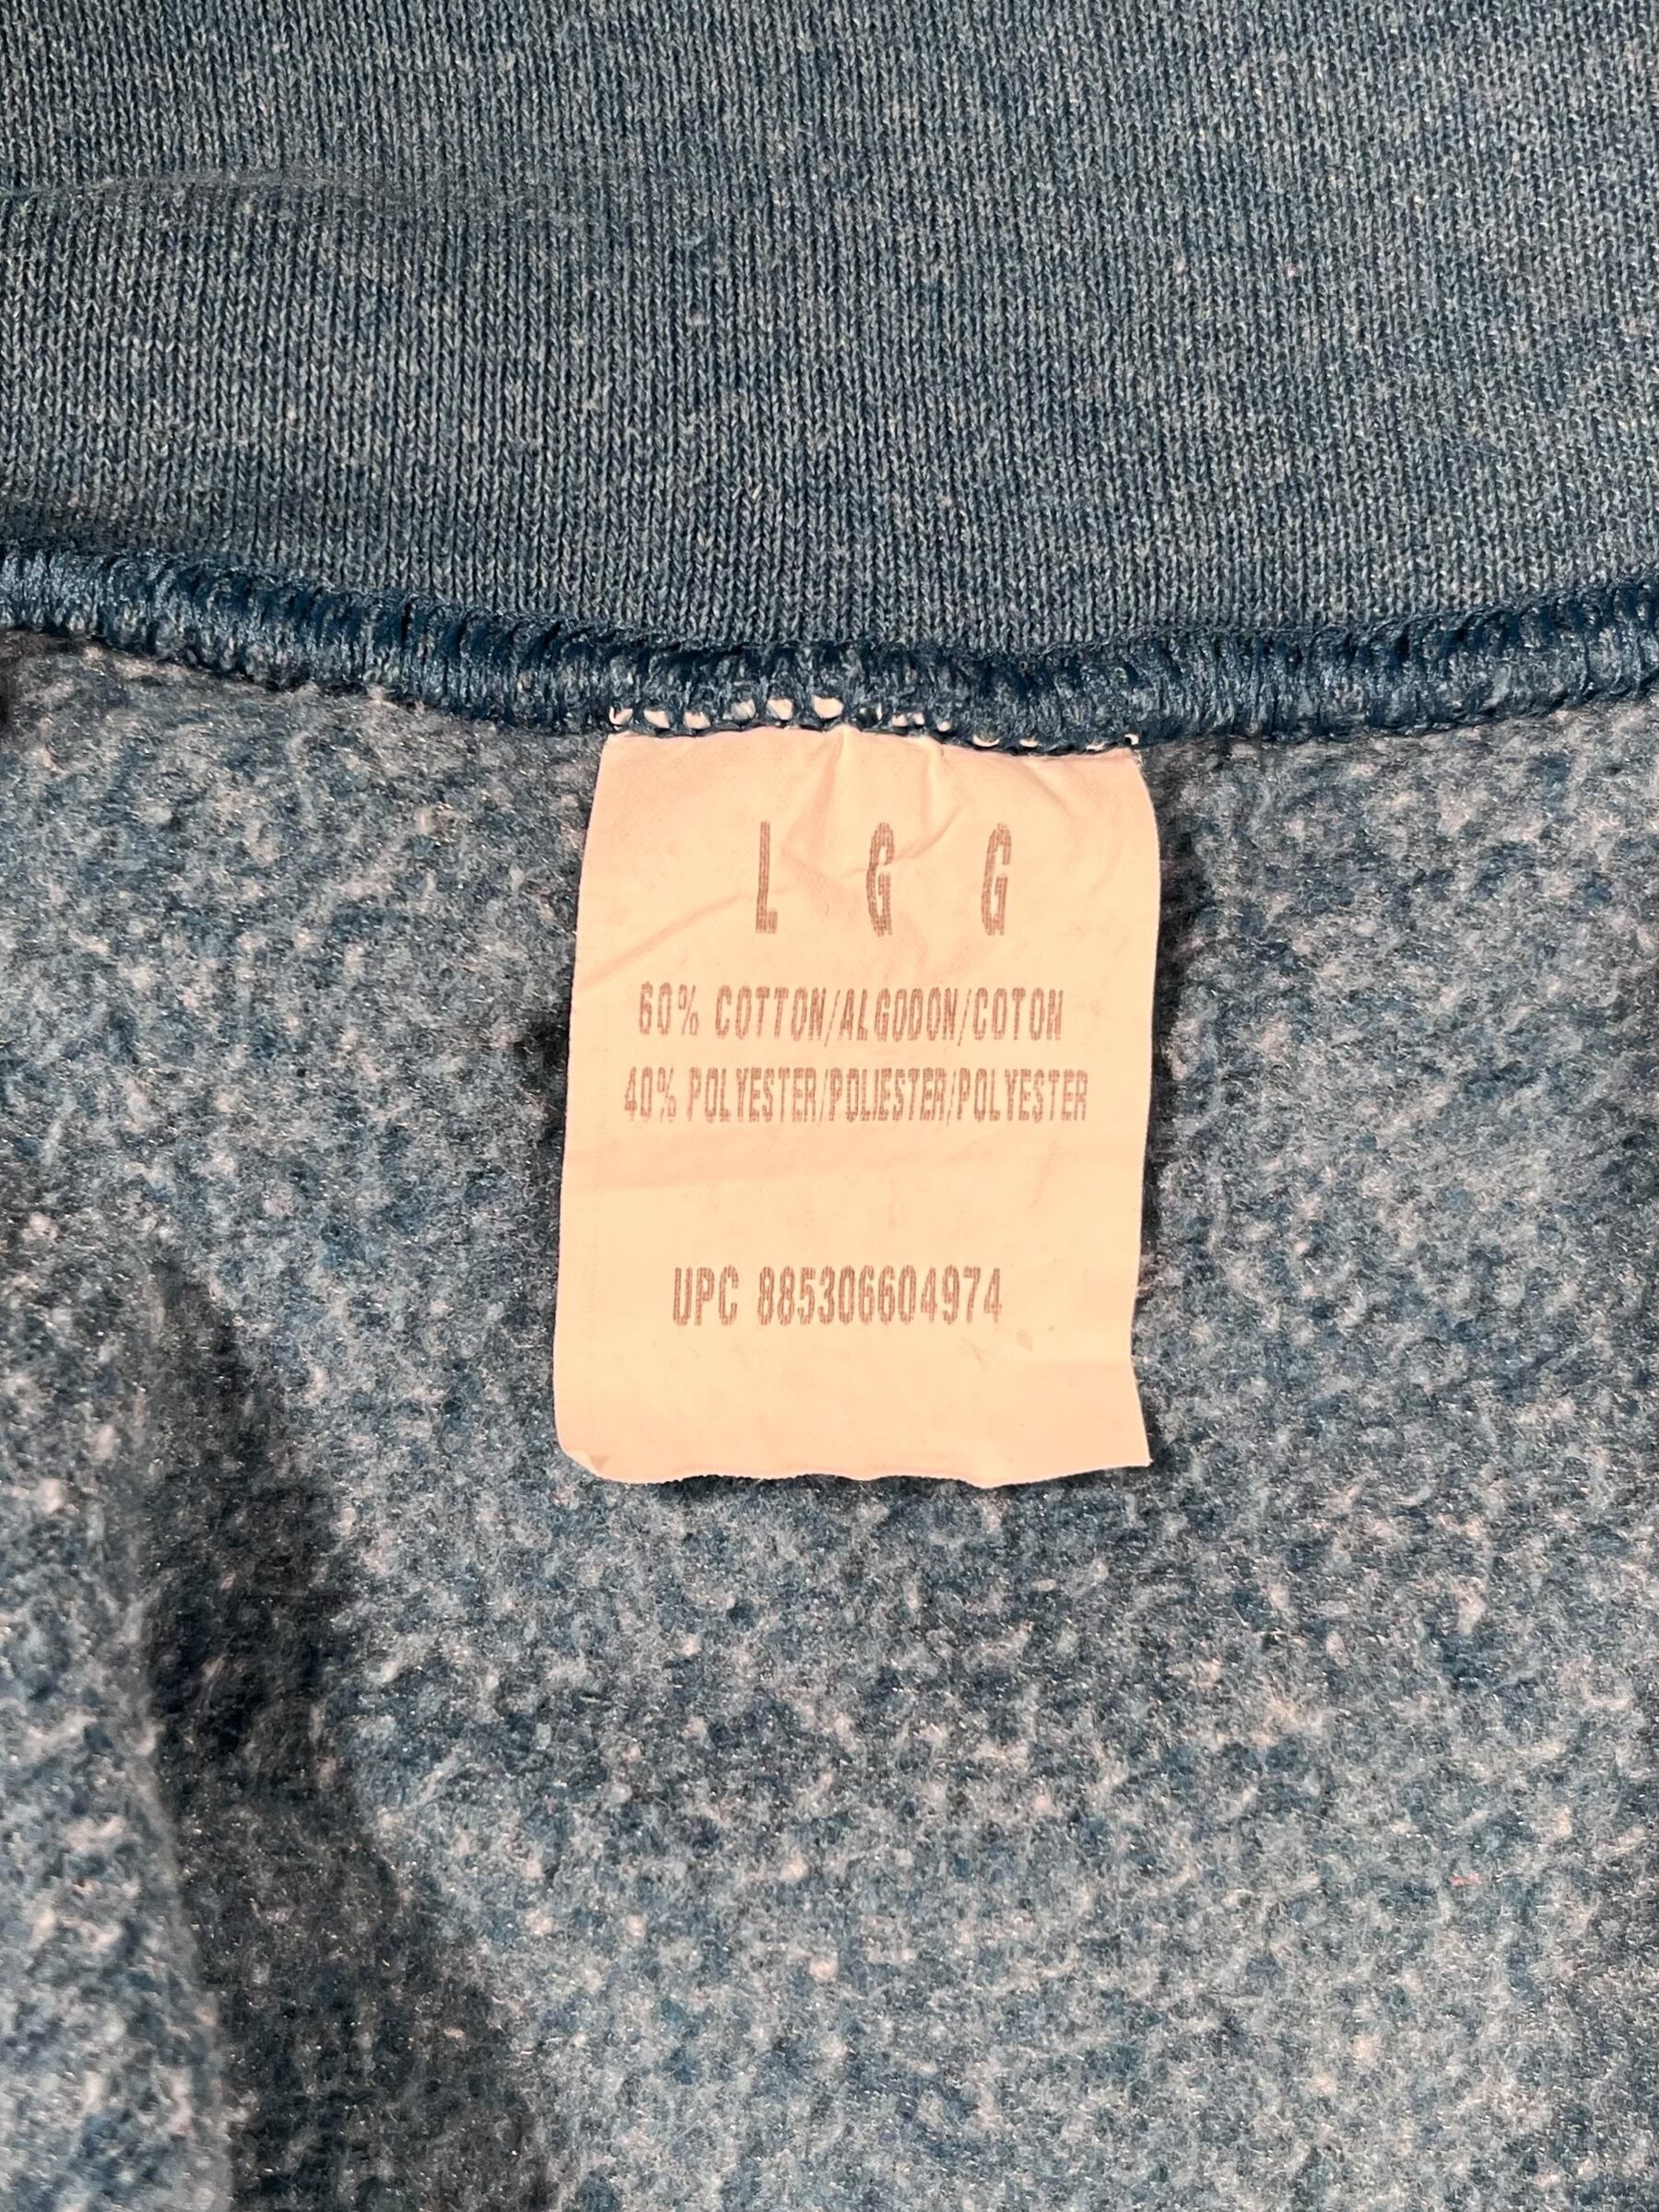 L G G
60% COTTON/ALGODON/COTON
40% POLYESTER/POLIESTER/POLYESTER
UPC 885306604974